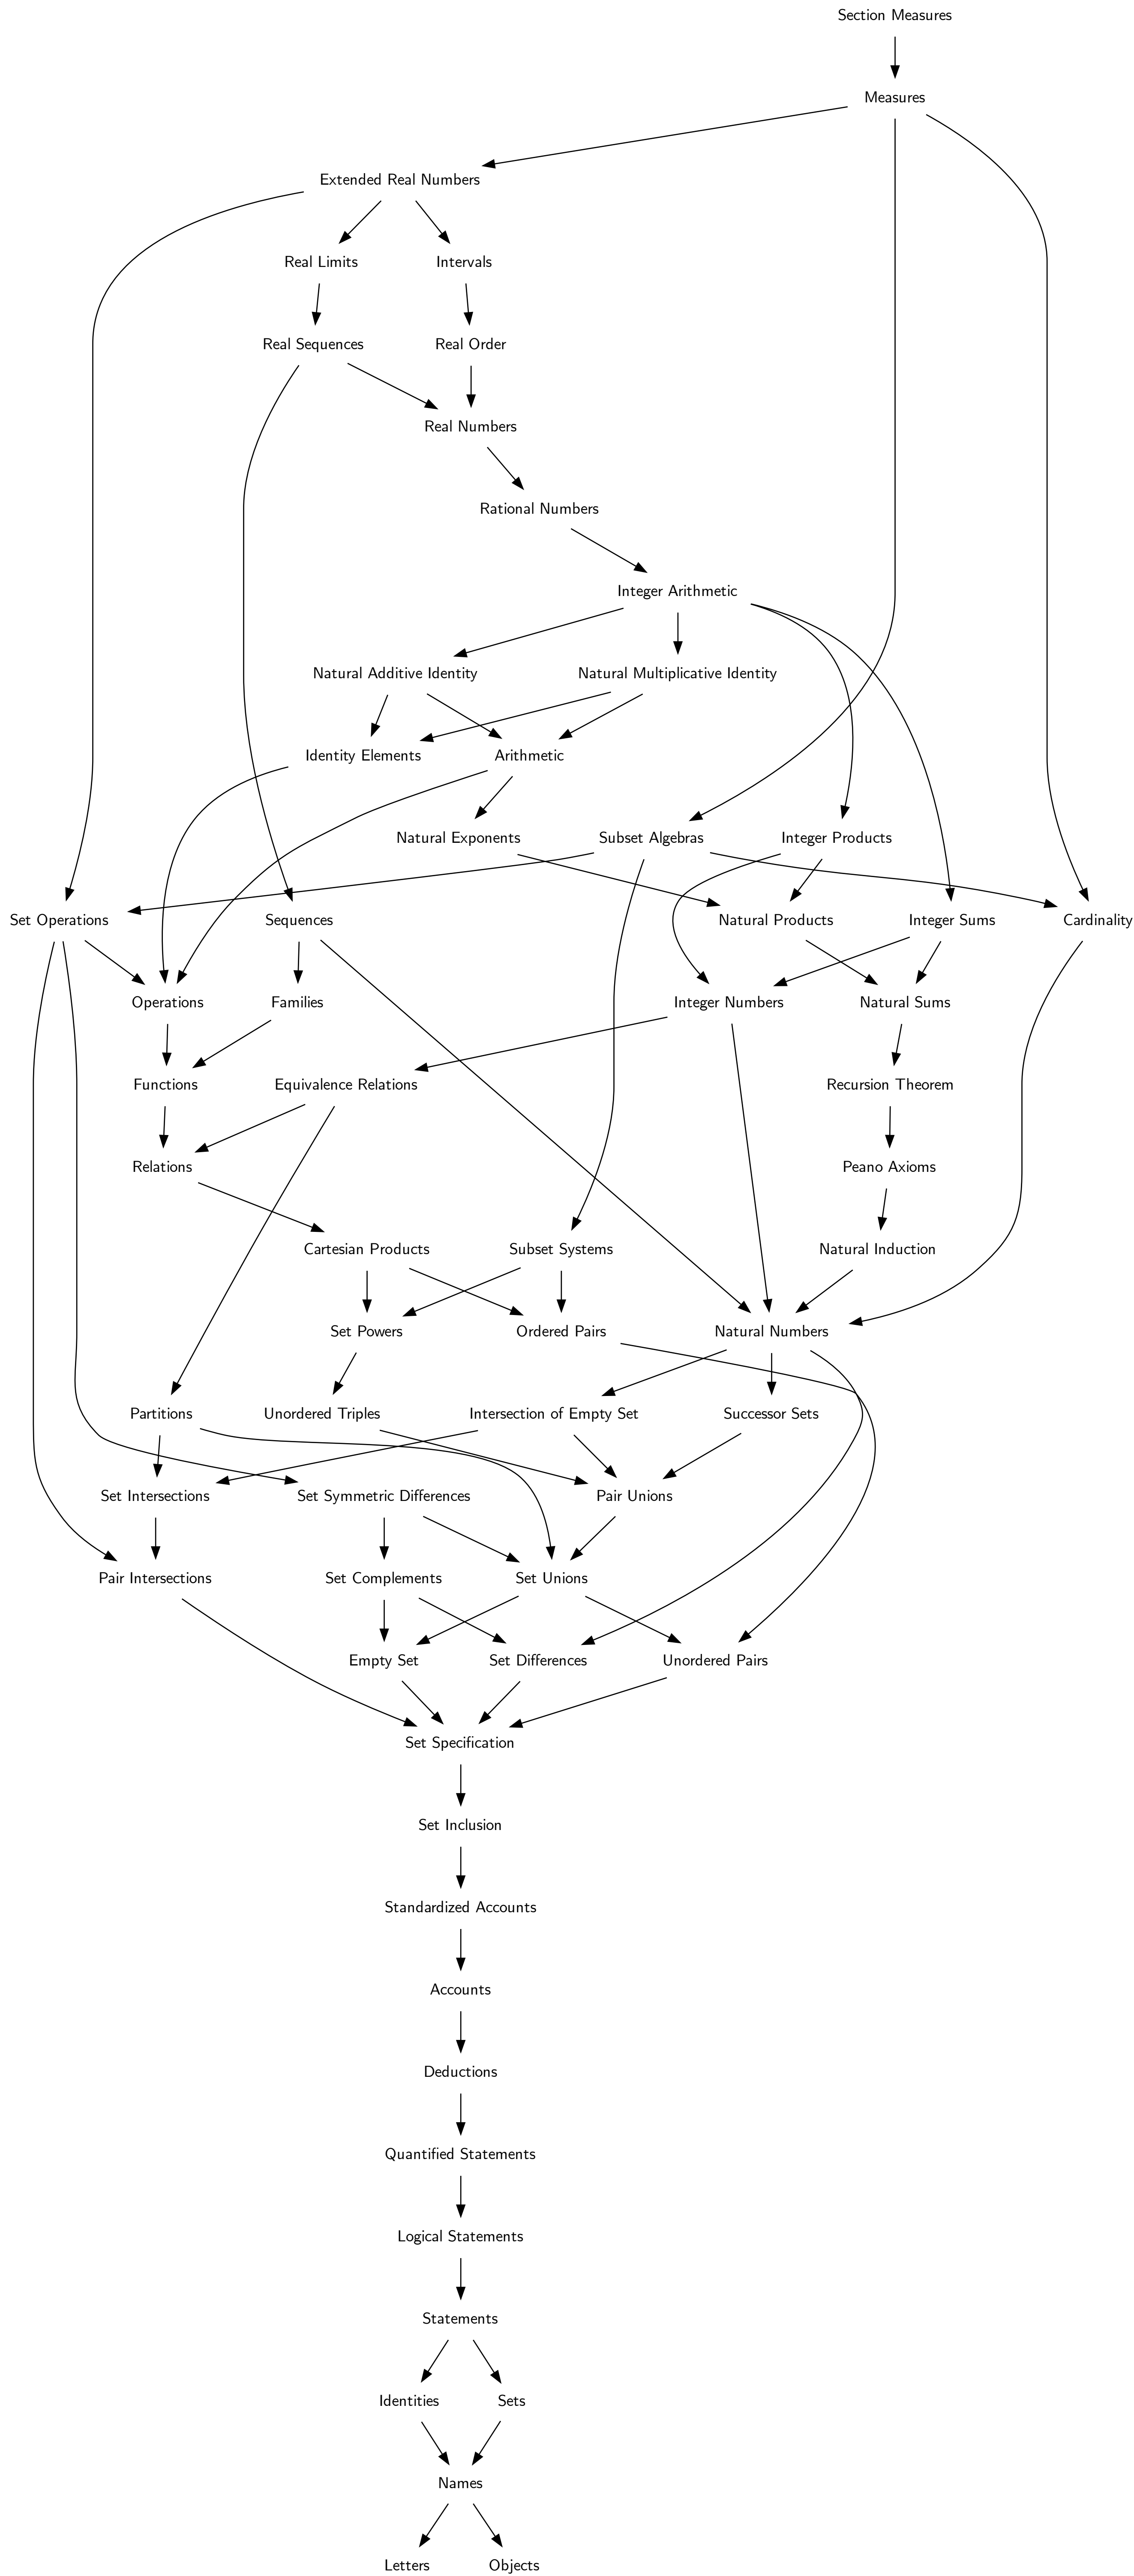 Section Measures
Measures
Extended Real Numbers
Real Limits
Intervals
Real Sequences
Real Order
Real Numbers
Rational Numbers
Integer Arithmetic
Natural Additive Identity
Natural Multiplicative Identity
Identity Elements
Arithmetic
Natural Exponents
Subset Algebras
Integer Products
Set Operations
Sequences
Natural Products
Integer Sums
Cardinality
Operations
Families
Integer Numbers
Natural Sums
Functions
Equivalence Relations
Recursion Theorem
Relations
Peano Axioms
Cartesian Products
Subset Systems
Natural Induction
Set Powers
Ordered Pairs
Natural Numbers
Partitions
Unordered Triples
Intersection of Empty Set
Successor Sets
Set Intersections
Set Symmetric Differences
Pair Unions
Pair Intersections
Set Complements
Set Unions
Empty Set
Set Differences
Unordered Pairs
Set Specification
Set Inclusion
Standardized Accounts
Accounts
Deductions
Quantified Statements
Logical Statements
Statements
Identities
Sets
Names
Letters
Objects